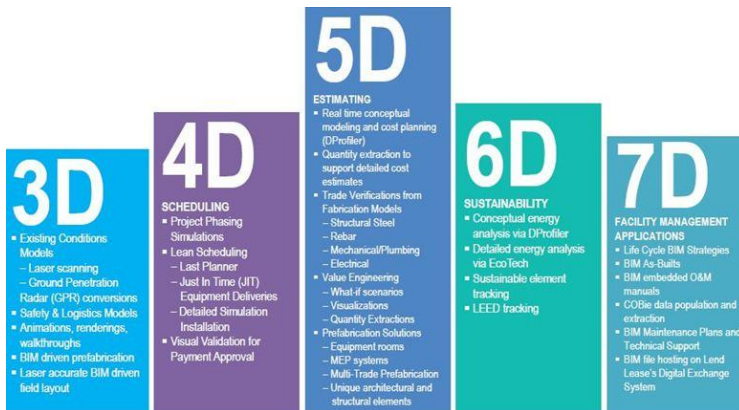 3D
▪ Existing Conditions
Models
– Laser scanning
– Ground Penetration
Radar (GPR) conversions
▪ Safety & Logistics Models
▪ Animations, renderings,
walkthroughs
▪ BIM driven prefabrication
▪ Laser accurate BIM driven
field layout
4D
SCHEDULING
▪ Project Phasing
Simulations
▪ Lean Scheduling
– Last Planner
– Just In Time (JIT)
Equipment Deliveries
– Detailed Simulation
Installation
▪ Visual Validation for
Payment Approval
5D
ESTIMATING
▪ Real time conceptual
modeling and cost planning
(DProfiler)
▪ Quantity extraction to
support detailed cost
estimates
▪ Trade Verifications from
Fabrication Models
– Structural Steel
– Rebar
– Mechanical/Plumbing
– Electrical
▪ Value Engineering
– What-if scenarios
– Visualizations
– Quantity Extractions
▪ Prefabrication Solutions
– Equipment rooms
– MEP systems
– Multi-Trade Prefabrication
– Unique architectural and
structural elements
6D
SUSTAINABILITY
▪ Conceptual energy
analysis via DProfiler
▪ Detailed energy analysis
via EcoTech
▪ Sustainable element
tracking
▪ LEED tracking
7D
FACILITY MANAGEMENT
APPLICATIONS
▪ Life Cycle BIM Strategies
▪ BIM As-Builts
▪ BIM embedded O&M
manuals
▪ COBie data population and
extraction
▪ BIM Maintenance Plans and
Technical Support
▪ BIM file hosting on Lend
Lease's Digital Exchange
System